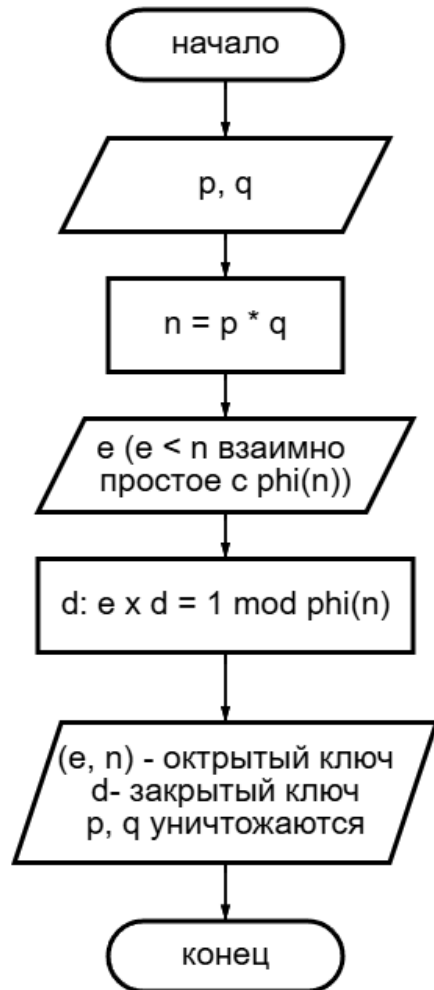 начало
p, q
n = p * q
e (e < n взаимно
простое с phi(n))
d: e x d = 1 mod phi(n)
(e, n) - октрытый ключ
d- закрытый ключ
p, q уничтожаются
конец